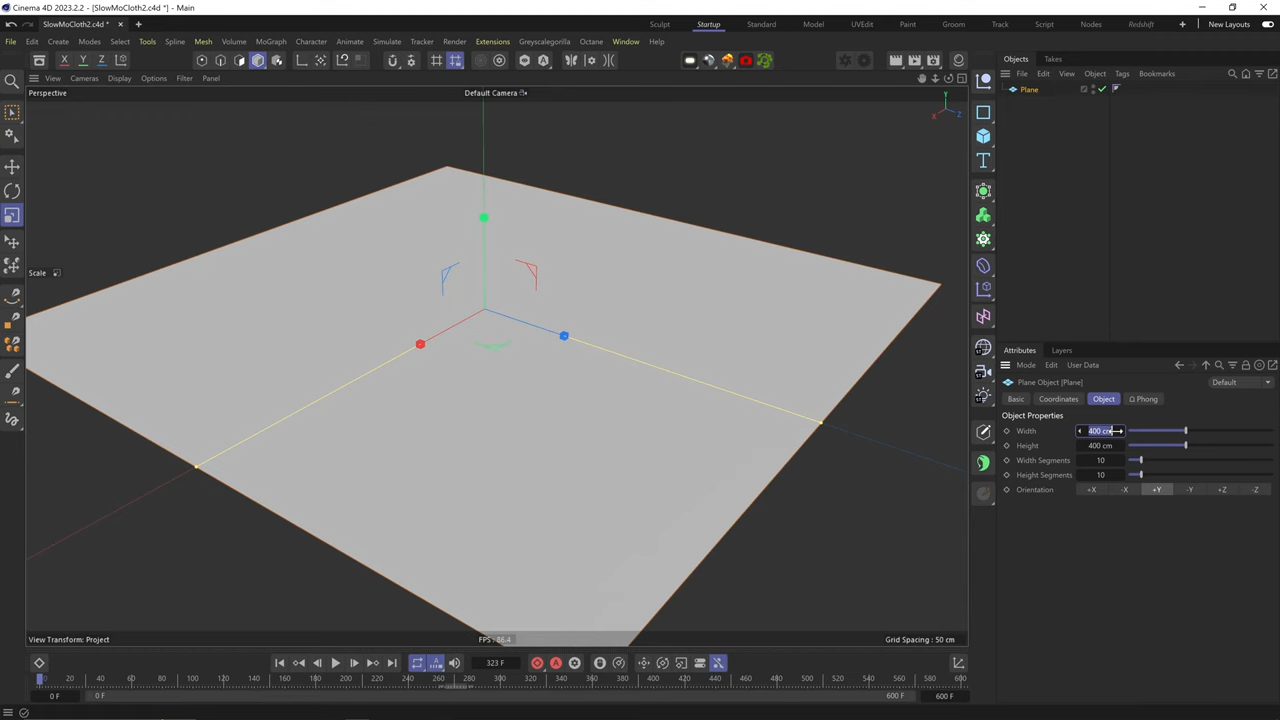 Cinema 4D 2023.2.2 - [SlowMoCloth2.c4d *] - Main
SlowMoCloth2.c4d * Sculpt Startup Standard Model UVEdit Paint Groom Track Script Nodes Redshift New Layouts
File Edit Create Modes Select Tools Spline Mesh Volume MoGraph Character Animate Simulate Tracker Render Extensions Greyscalegorilla Octane Window Help
X Y Z
Objects Takes
View Cameras Display Options Filter Panel
File Edit View Object Tags Bookmarks
Perspective
Default Camera
Plane
Y
X Z
Scale
Attributes Layers
Mode Edit User Data
Plane Object [Plane] Default
Basic Coordinates Object Phong
Object Properties
Width 400 cm
Height 400 cm
Width Segments 10
Height Segments 10
Orientation +X -X +Y -Y +Z -Z
View Transform: Project
Grid Spacing : 50 cm
323 F
0 20 40 60 80 100 120 140 160 180 200 220 240 260 280 300 320 340 360 380 400 420 440 460 480 500 520 540 560 580 600
0 F 0 F 600 F 600 F